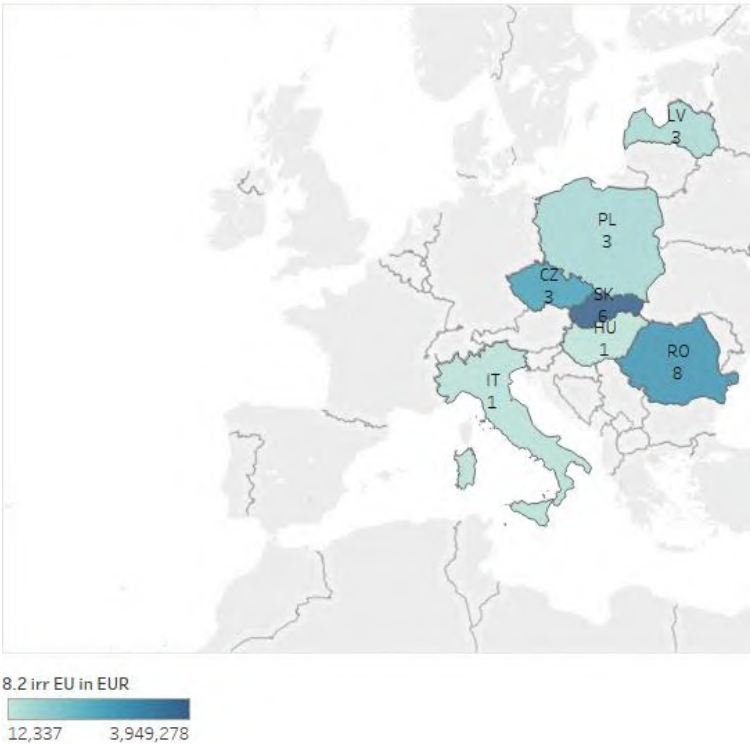 LV
3
PL
3
CZ
3
SK
6
HU
1
RO
8
IT
1
8.2 irr EU in EUR
12,337 3,949,278